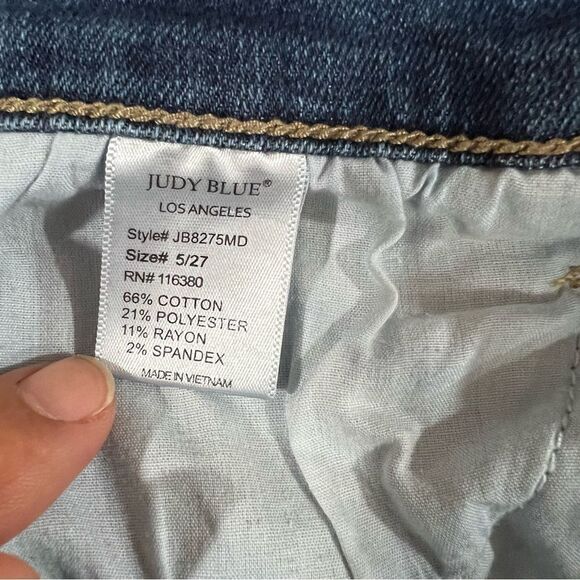 JUDY BLUE®
LOS ANGELES
Style# JB8275MD
Size# 5/27
RN# 116380
66% COTTON
21% POLYESTER
11% RAYON
2% SPANDEX
MADE IN VIETNAM